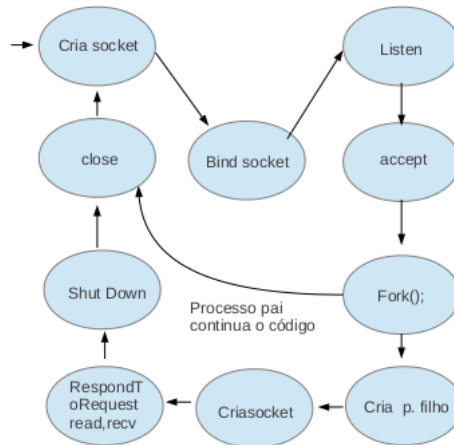 Cria socket
Listen
close
Bind socket
accept
Shut Down
Processo pai
continua o código
Fork();
RespondT
oRequest
read,recv
Criasocket
Cria p. filho